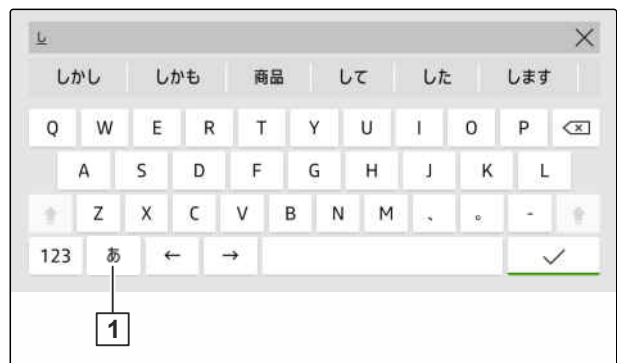 し
しかし しかも 商品 して した します
Q W E R T Y U I O P
A S D F G H J K L
Z X C V B N M 、 。 -
123 あ ← →
1